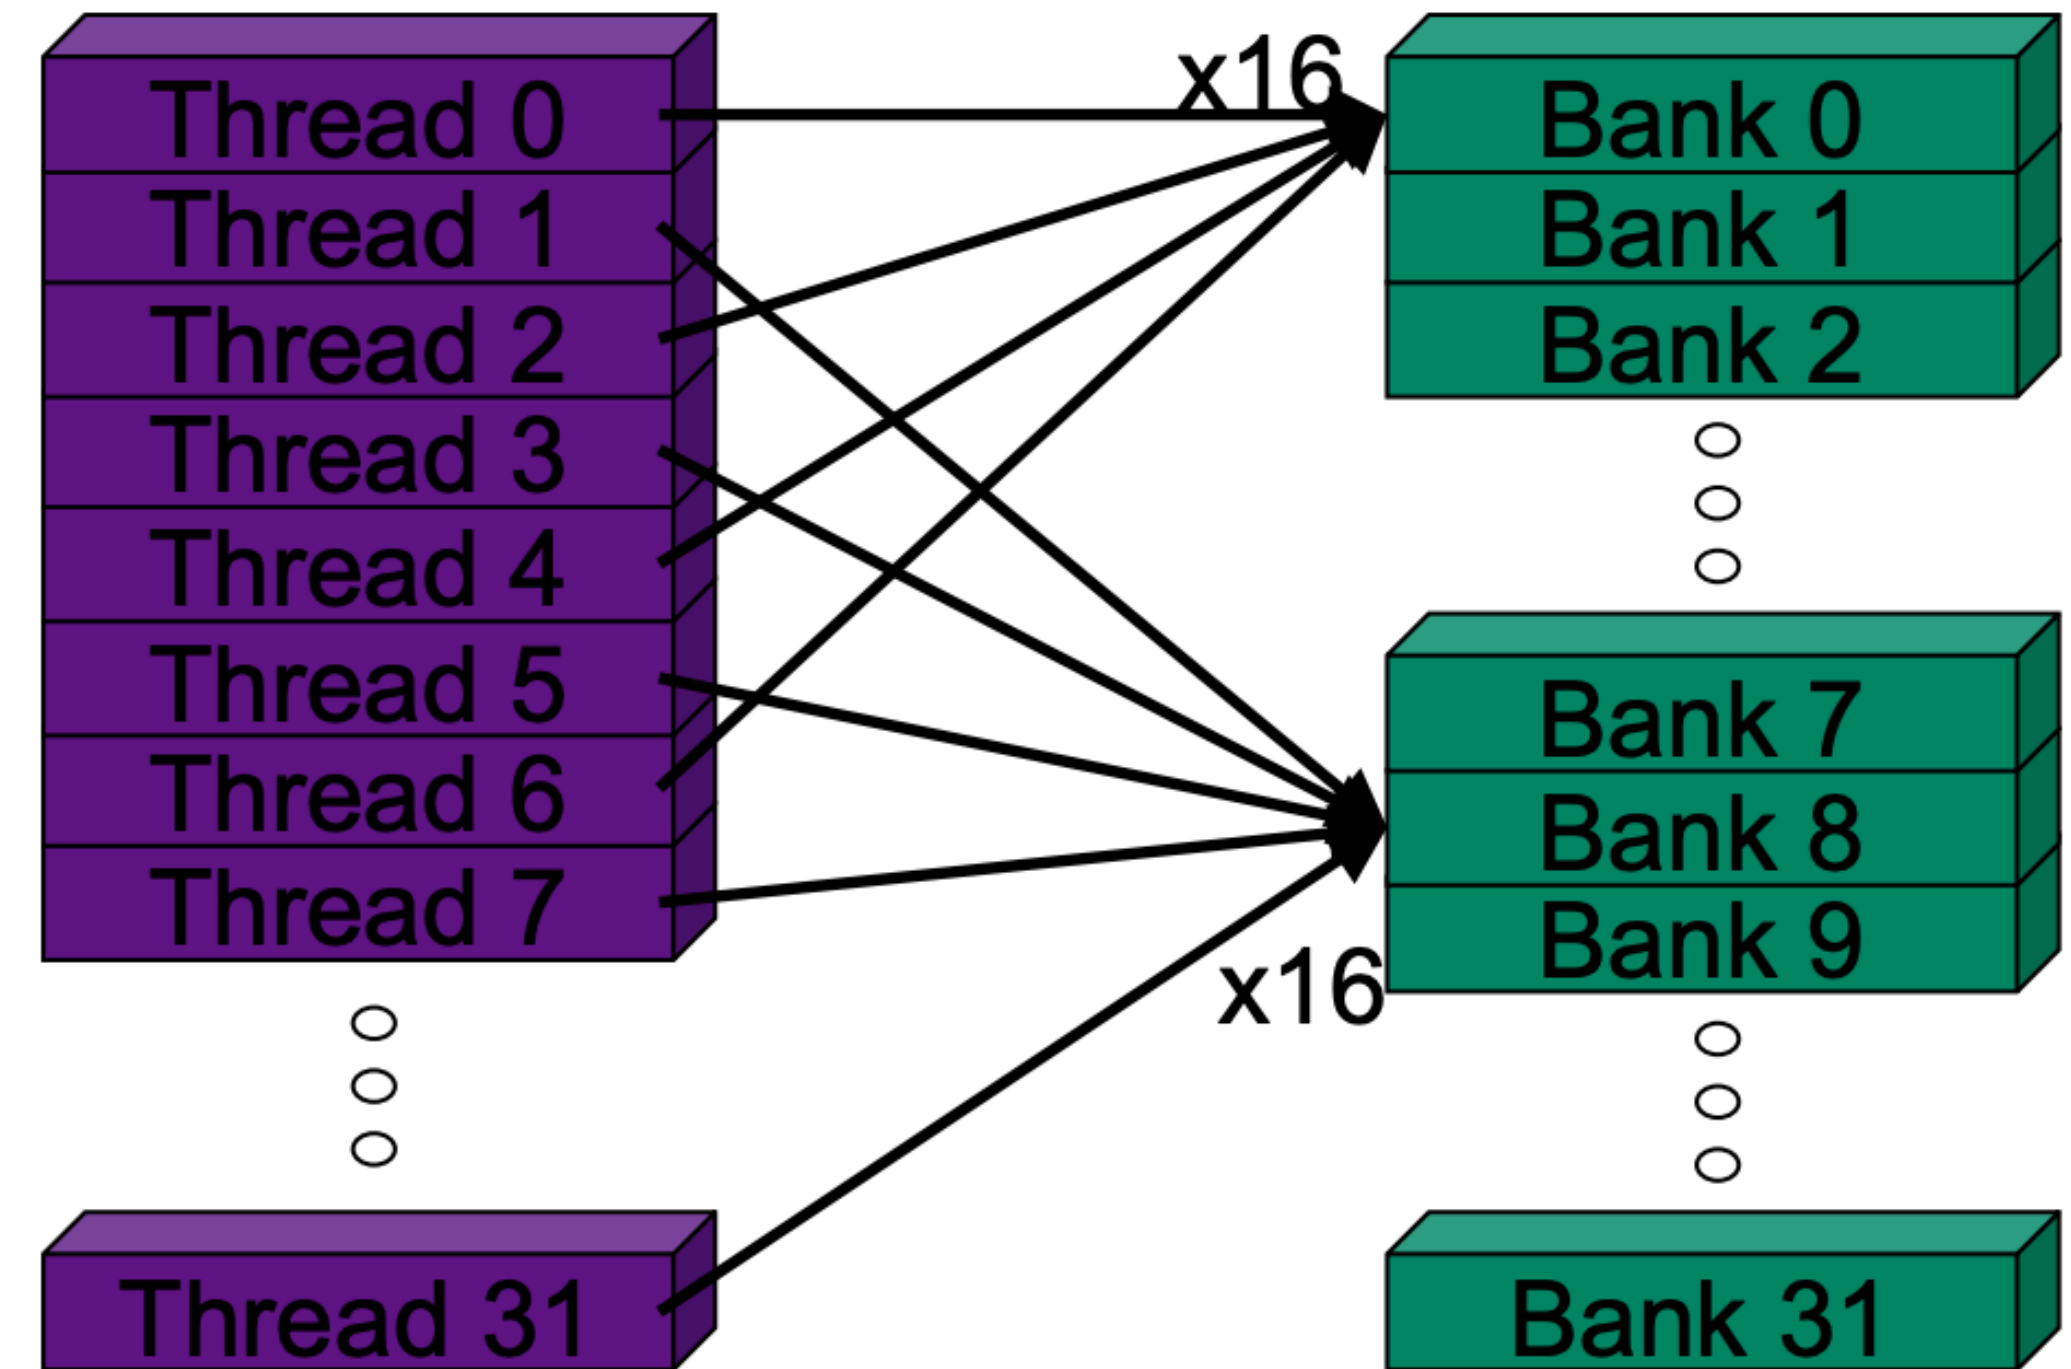 Thread 0
Thread 1
Thread 2
Thread 3
Thread 4
Thread 5
Thread 6
Thread 7
Thread 31
x16
x16
Bank 0
Bank 1
Bank 2
Bank 7
Bank 8
Bank 9
Bank 31